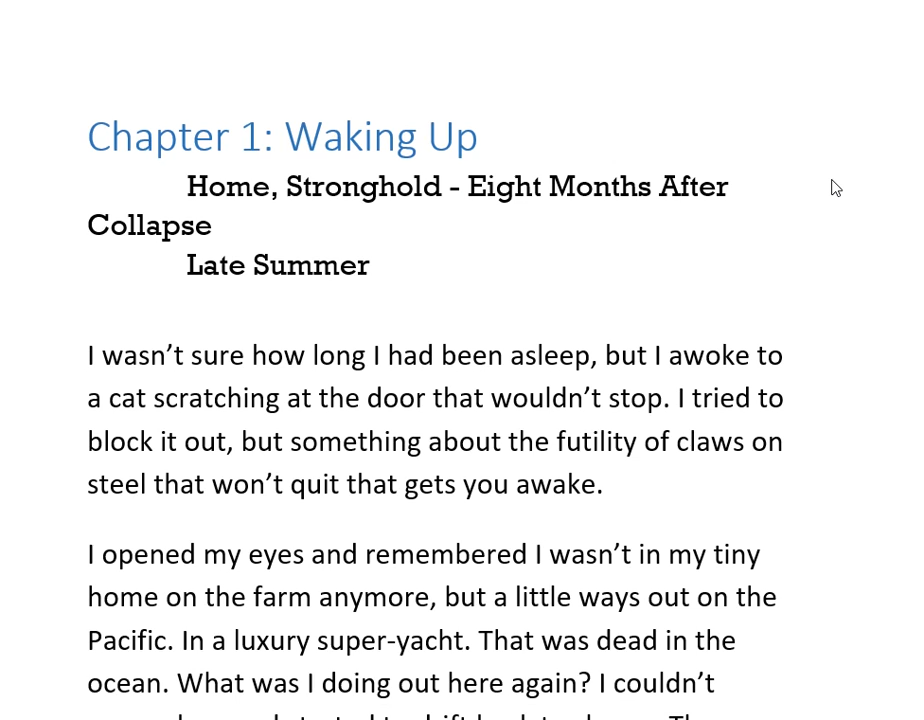 Chapter 1: Waking Up
Home, Stronghold - Eight Months After
Collapse
Late Summer
I wasn’t sure how long I had been asleep, but I awoke to
a cat scratching at the door that wouldn’t stop. I tried to
block it out, but something about the futility of claws on
steel that won’t quit that gets you awake.
I opened my eyes and remembered I wasn’t in my tiny
home on the farm anymore, but a little ways out on the
Pacific. In a luxury super-yacht. That was dead in the
ocean. What was I doing out here again? I couldn’t